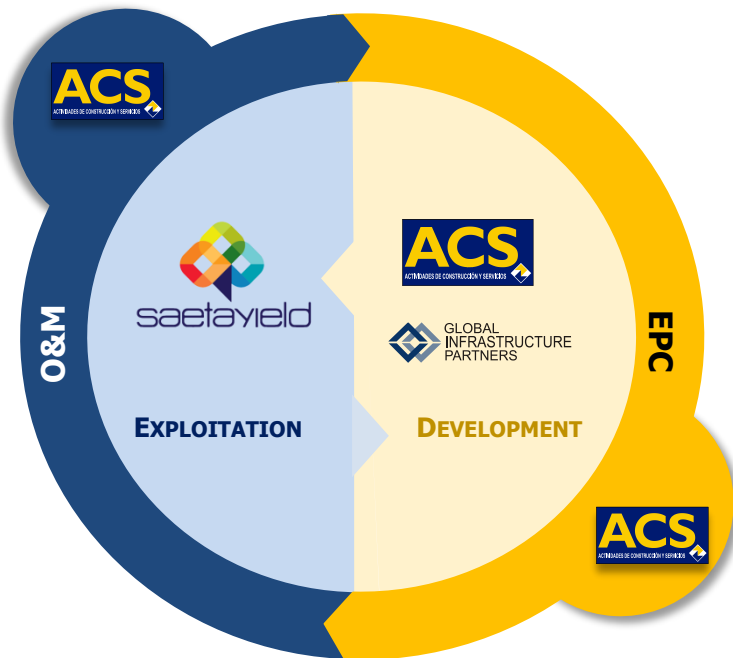 ACS
ACTIVIDADES DE CONSTRUCCIÓN Y SERVICIOS
ACS
ACTIVIDADES DE CONSTRUCCIÓN Y SERVICIOS
saetayield
GLOBAL
INFRASTRUCTURE
PARTNERS
O&M
EPC
EXPLOITATION
DEVELOPMENT
ACS
ACTIVIDADES DE CONSTRUCCIÓN Y SERVICIOS